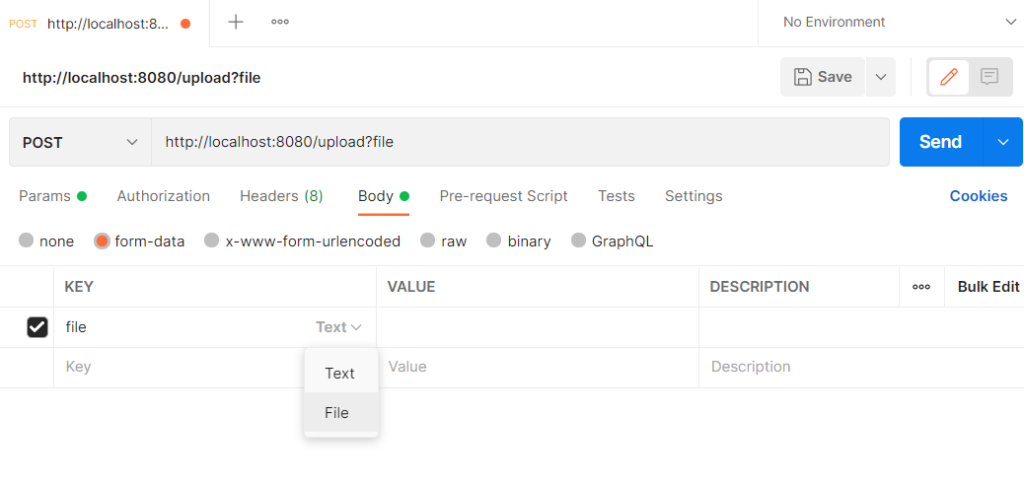 POST http://localhost:8... No Environment
http://localhost:8080/upload?file Save
POST http://localhost:8080/upload?file Send
Params Authorization Headers (8) Body Pre-request Script Tests Settings Cookies
none form-data x-www-form-urlencoded raw binary GraphQL
KEY VALUE DESCRIPTION Bulk Edit
file Text
Key Value Description
Text
File